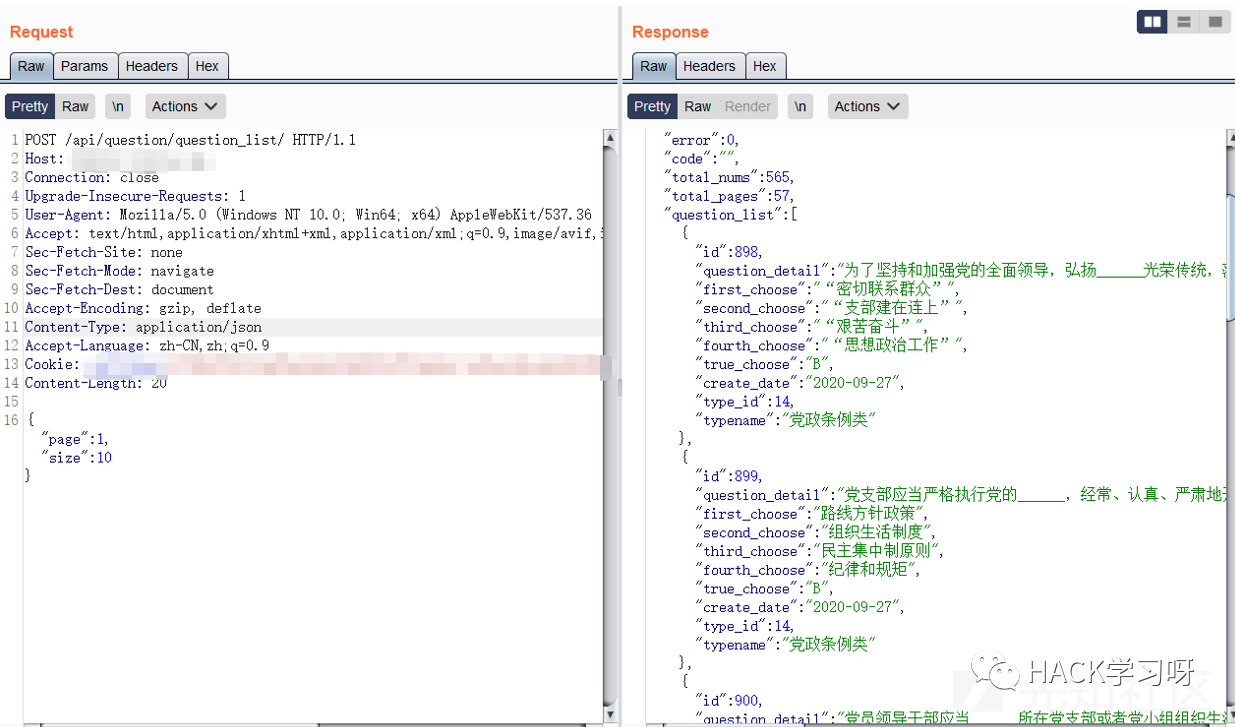 Request
Raw Params Headers Hex
Pretty Raw \n Actions
1 POST /api/question/question_list/ HTTP/1.1
2 Host:
3 Connection: close
4 Upgrade-Insecure-Requests: 1
5 User-Agent: Mozilla/5.0 (Windows NT 10.0; Win64; x64) AppleWebKit/537.36
6 Accept: text/html,application/xhtml+xml,application/xml;q=0.9,image/avif,i
7 Sec-Fetch-Site: none
8 Sec-Fetch-Mode: navigate
9 Sec-Fetch-Dest: document
10 Accept-Encoding: gzip, deflate
11 Content-Type: application/json
12 Accept-Language: zh-CN,zh;q=0.9
13 Cookie:
14 Content-Length: 20
15
16 {
"page":1,
"size":10
}
Response
Raw Headers Hex
Pretty Raw Render \n Actions
"error":0,
"code":"",
"total_nums":565,
"total_pages":57,
"question_list":[
{
"id":898,
"question_detail":"为了坚持和加强党的全面领导，弘扬______光荣传统，
"first_choose":"“密切联系群众”",
"second_choose":"“支部建在连上”",
"third_choose":"“艰苦奋斗”",
"fourth_choose":"“思想政治工作”",
"true_choose":"B",
"create_date":"2020-09-27",
"type_id":14,
"typename":"党政条例类"
},
{
"id":899,
"question_detail":"党支部应当严格执行党的______，经常、认真、严肃地
"first_choose":"路线方针政策",
"second_choose":"组织生活制度",
"third_choose":"民主集中制原则",
"fourth_choose":"纪律和规矩",
"true_choose":"B",
"create_date":"2020-09-27",
"type_id":14,
"typename":"党政条例类"
},
{
"id":900,
"question_detail":"党员领导干部应当______所在党支部或者党小组组织生
HACK学习呀